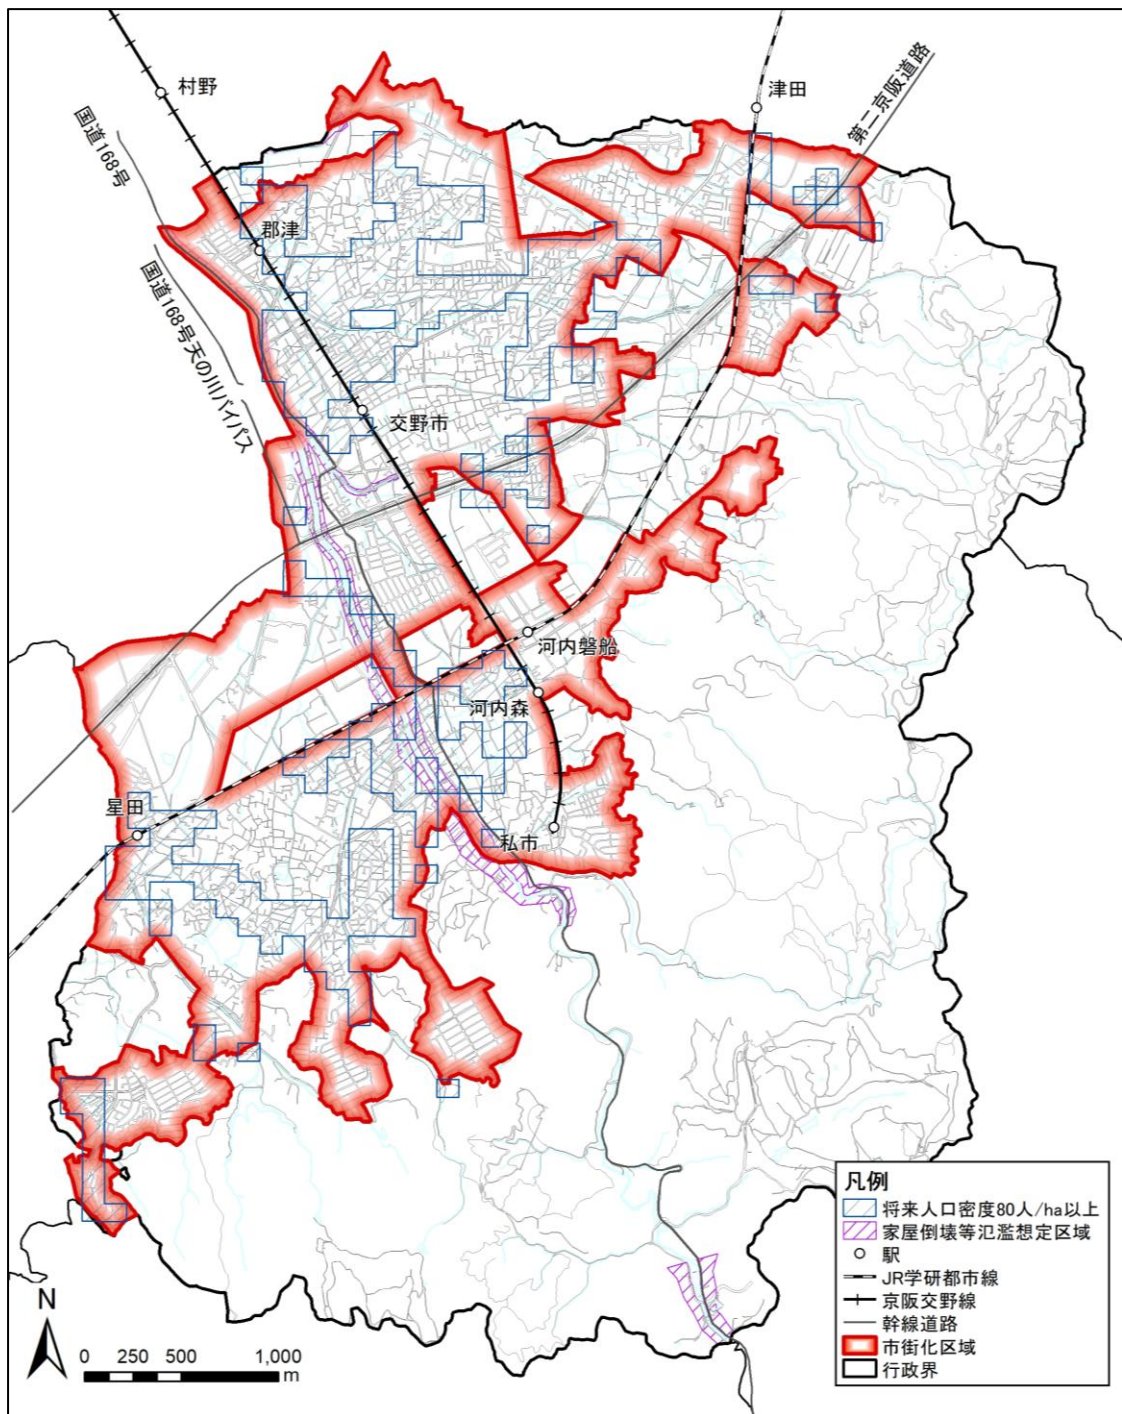 村野
津田
第二京阪道路
国道168号
郡津
国道168号天の川バイパス
交野市
河内磐船
河内森
星田
私市
凡例
将来人口密度80人/ha以上
家屋倒壊等氾濫想定区域
駅
JR学研都市線
京阪交野線
幹線道路
市街化区域
行政界
N
0 250 500 1,000
m